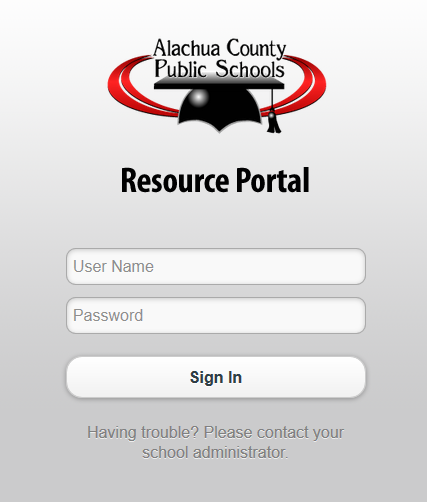 Alachua County
Public Schools
Resource Portal
User Name
Password
Sign In
Having trouble? Please contact your
school administrator.